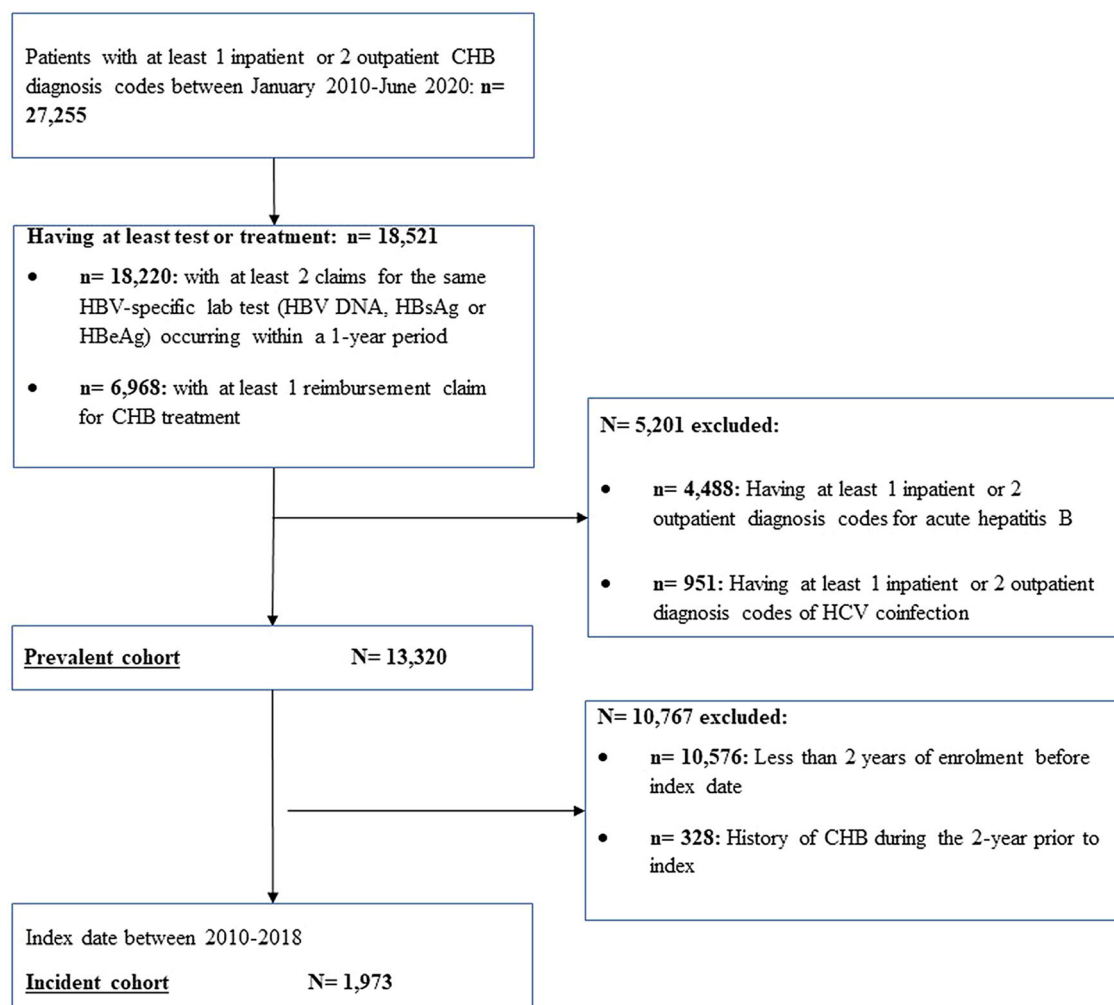 Patients with at least 1 inpatient or 2 outpatient CHB
diagnosis codes between January 2010-June 2020: n=
27,255
Having at least test or treatment: n= 18,521
• n= 18,220: with at least 2 claims for the same
HBV-specific lab test (HBV DNA, HBsAg or
HBeAg) occurring within a 1-year period
• n= 6,968: with at least 1 reimbursement claim
for CHB treatment
N= 5,201 excluded:
• n= 4,488: Having at least 1 inpatient or 2
outpatient diagnosis codes for acute hepatitis B
• n= 951: Having at least 1 inpatient or 2 outpatient
diagnosis codes of HCV coinfection
Prevalent cohort N= 13,320
N= 10,767 excluded:
• n= 10,576: Less than 2 years of enrolment before
index date
• n= 328: History of CHB during the 2-year prior to
index
Index date between 2010-2018
Incident cohort N= 1,973